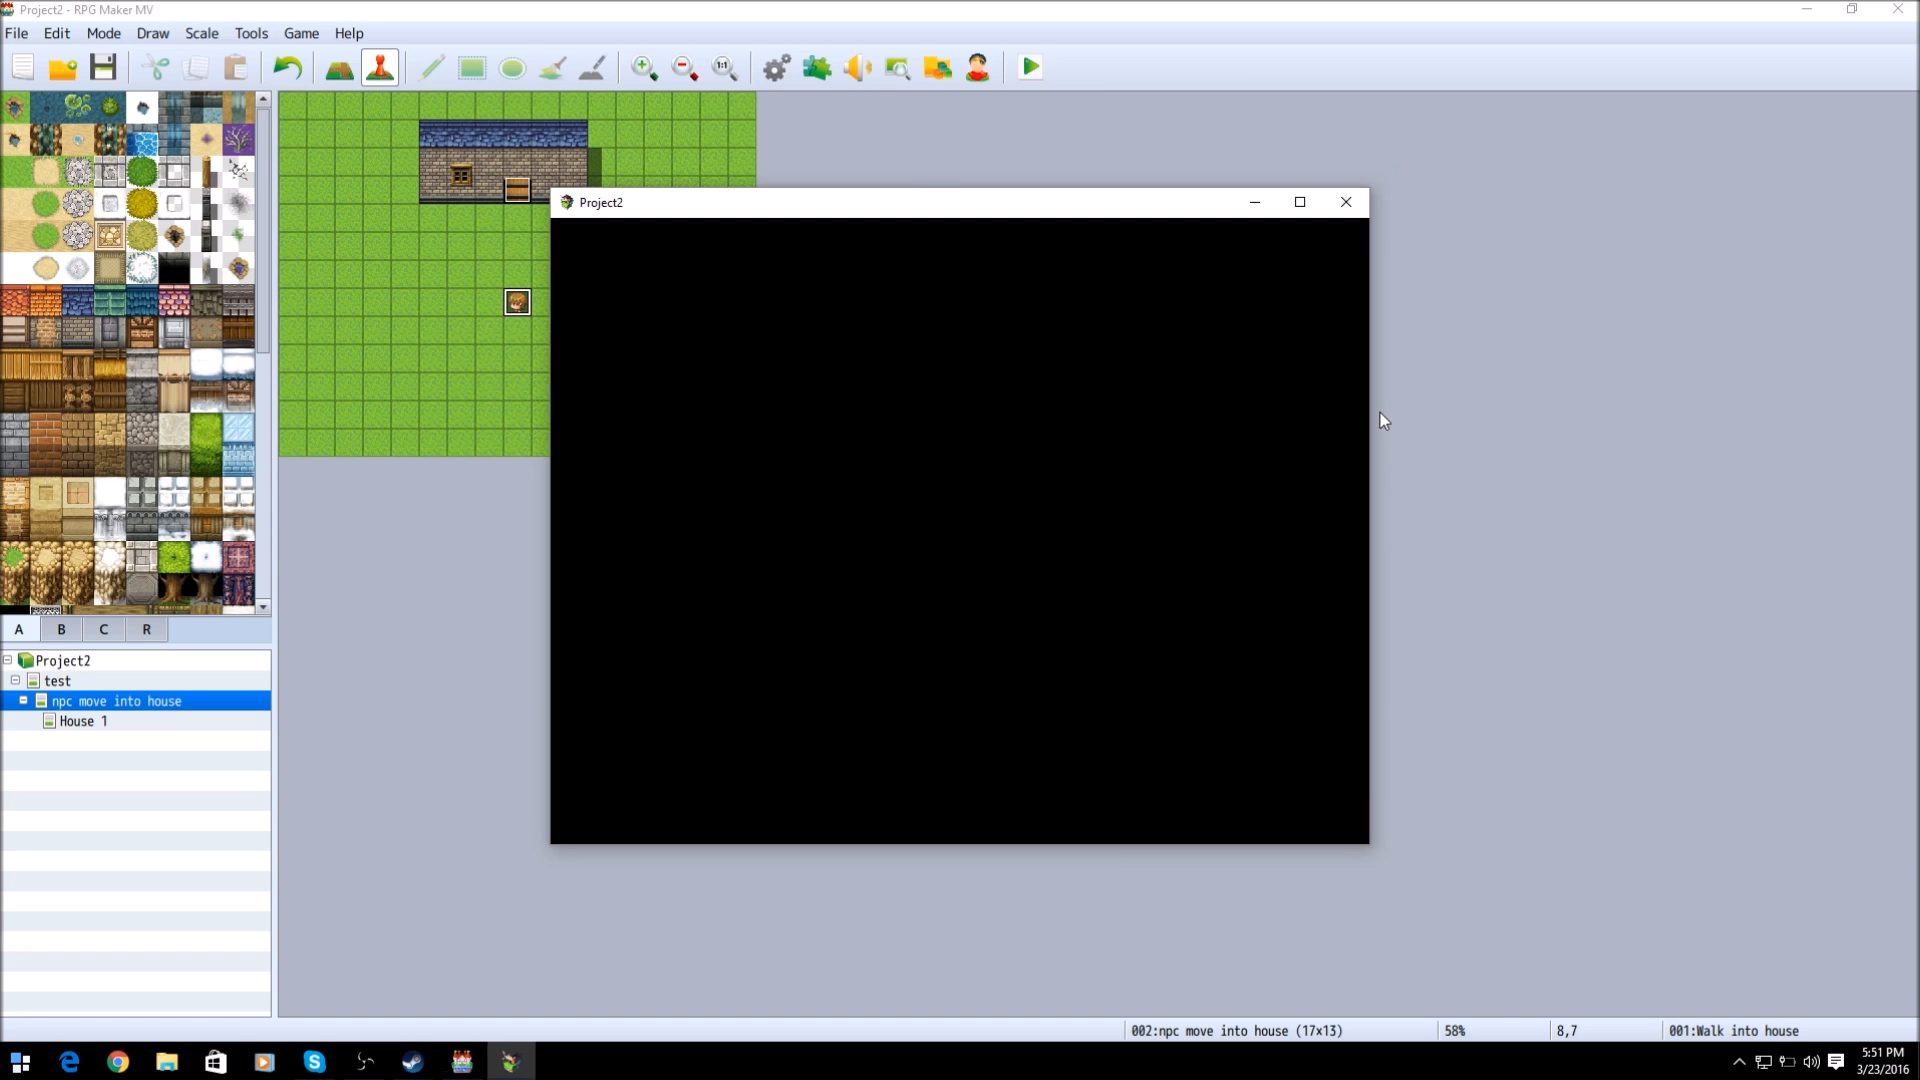 Project2 - RPG Maker MV
File Edit Mode Draw Scale Tools Game Help
1:1
Project2
A B C R
Project2
test
npc move into house
House 1
002:npc move into house (17x13) 58% 8,7 001:Walk into house
5:51 PM
3/23/2016